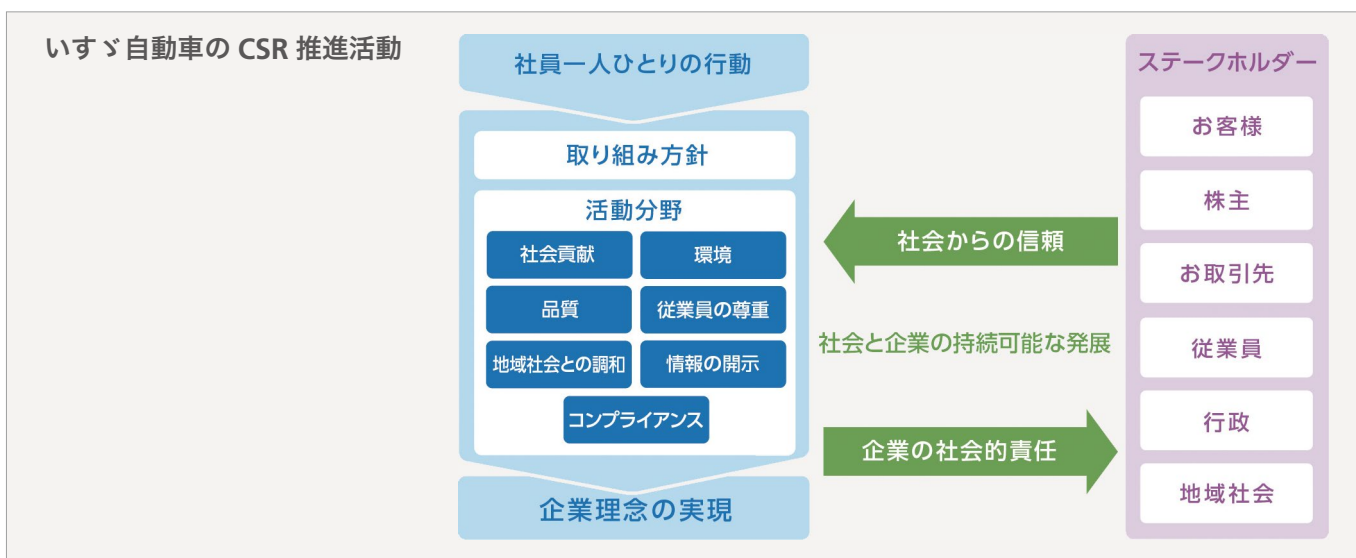 いすゞ自動車の CSR 推進活動
社員一人ひとりの行動
取り組み方針
活動分野
社会貢献
環境
品質
従業員の尊重
地域社会との調和
情報の開示
コンプライアンス
企業理念の実現
社会からの信頼
社会と企業の持続可能な発展
企業の社会的責任
ステークホルダー
お客様
株主
お取引先
従業員
行政
地域社会